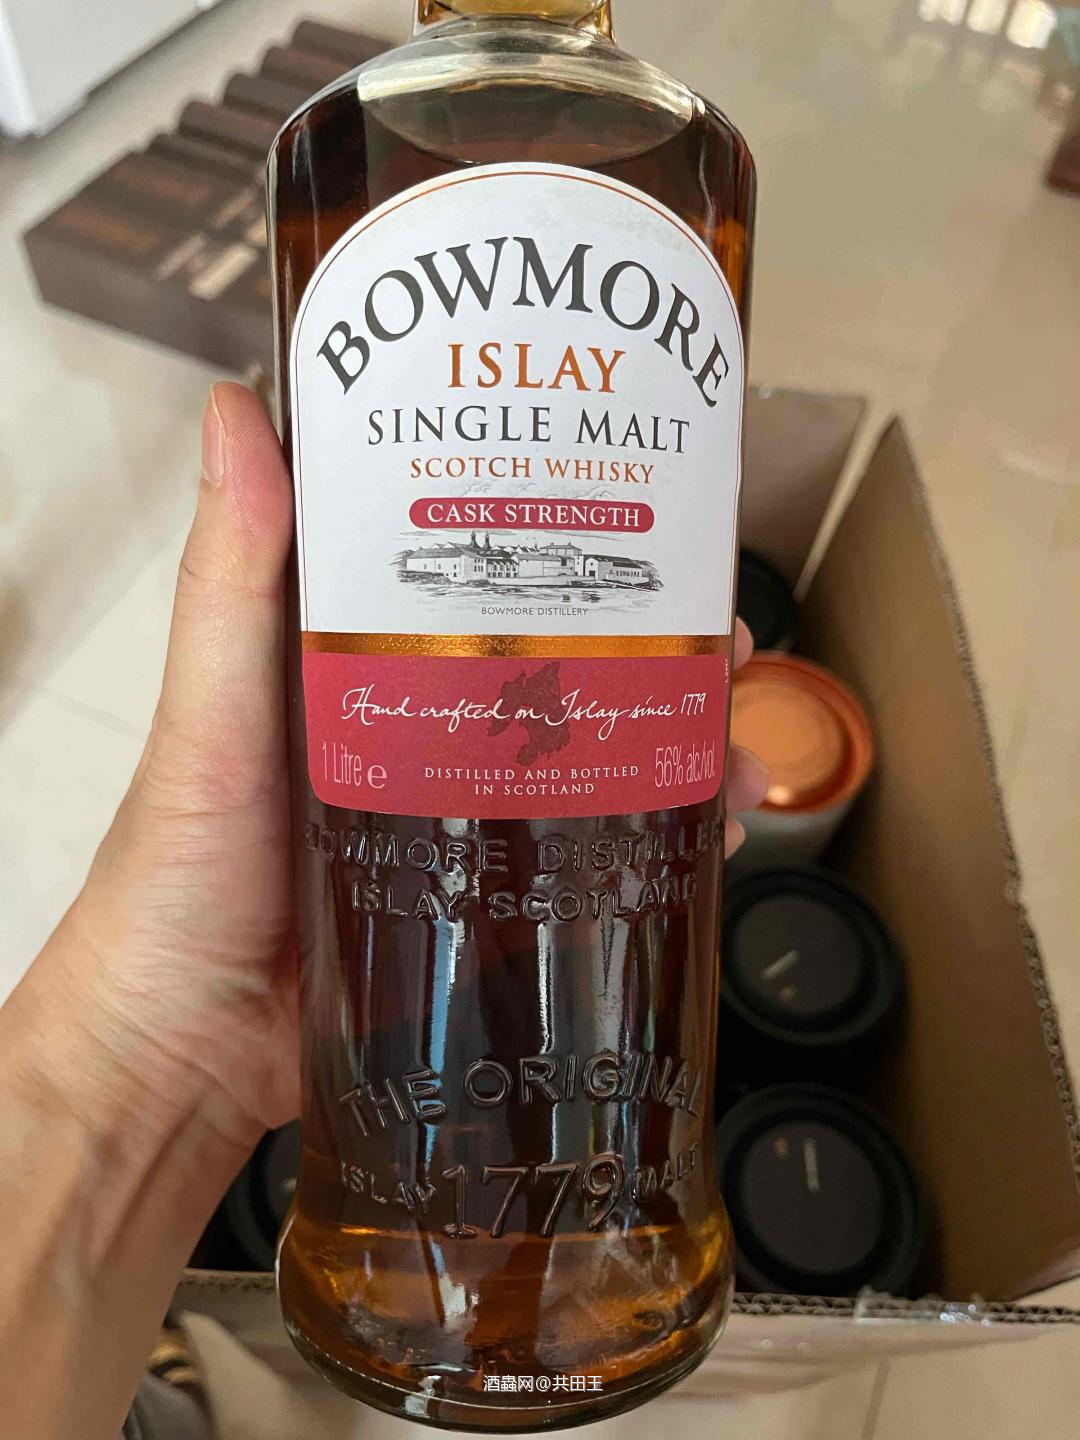 BOWMORE
ISLAY
SINGLE MALT
SCOTCH WHISKY
CASK STRENGTH
BOWMORE
BOWMORE DISTILLERY
Hand crafted on Islay since 1779
1 Litre e
DISTILLED AND BOTTLED
IN SCOTLAND
56% alc/vol.
BOWMORE DISTILLERY
ISLAY SCOTLAND
THE ORIGINAL
ISLAY 1779 MALT
酒蟲网@共田王